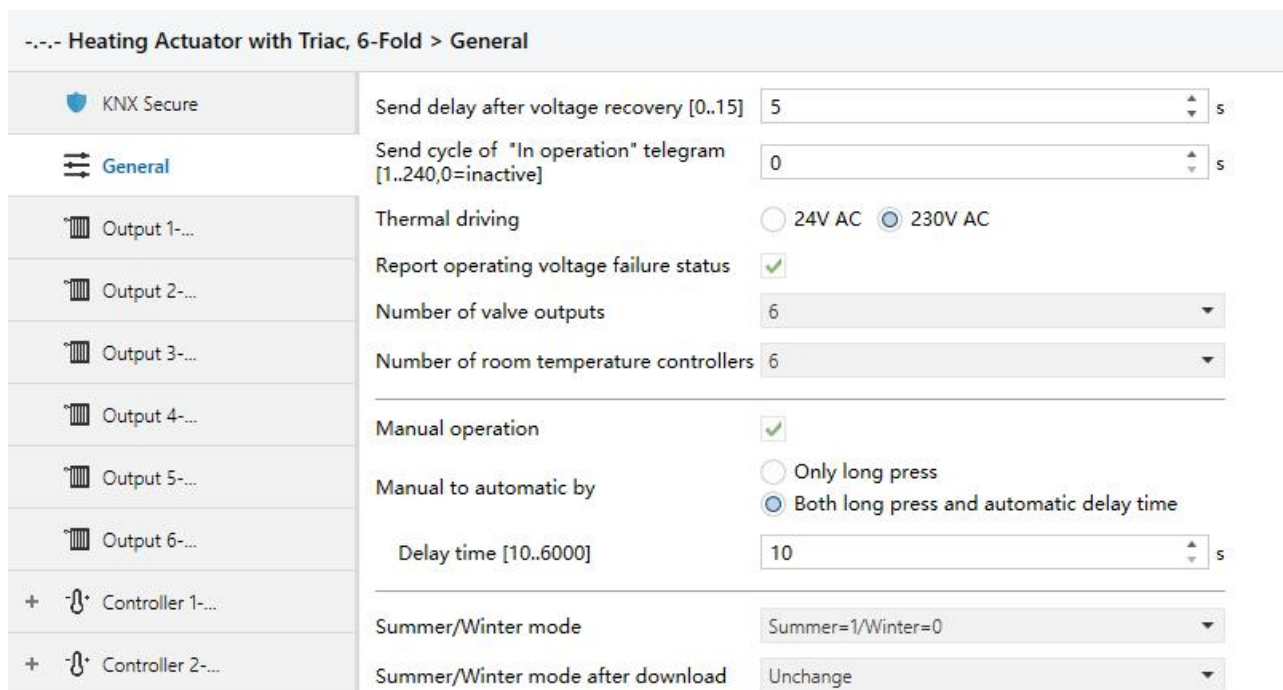 -.-.- Heating Actuator with Triac, 6-Fold > General
KNX Secure
General
Output 1-...
Output 2-...
Output 3-...
Output 4-...
Output 5-...
Output 6-...
+ Controller 1-...
+ Controller 2-...
Send delay after voltage recovery [0..15] 5 s
Send cycle of "In operation" telegram
[1..240,0=inactive] 0 s
Thermal driving 24V AC 230V AC
Report operating voltage failure status
Number of valve outputs 6
Number of room temperature controllers 6
Manual operation
Manual to automatic by Only long press
Both long press and automatic delay time
Delay time [10..6000] 10 s
Summer/Winter mode Summer=1/Winter=0
Summer/Winter mode after download Unchange